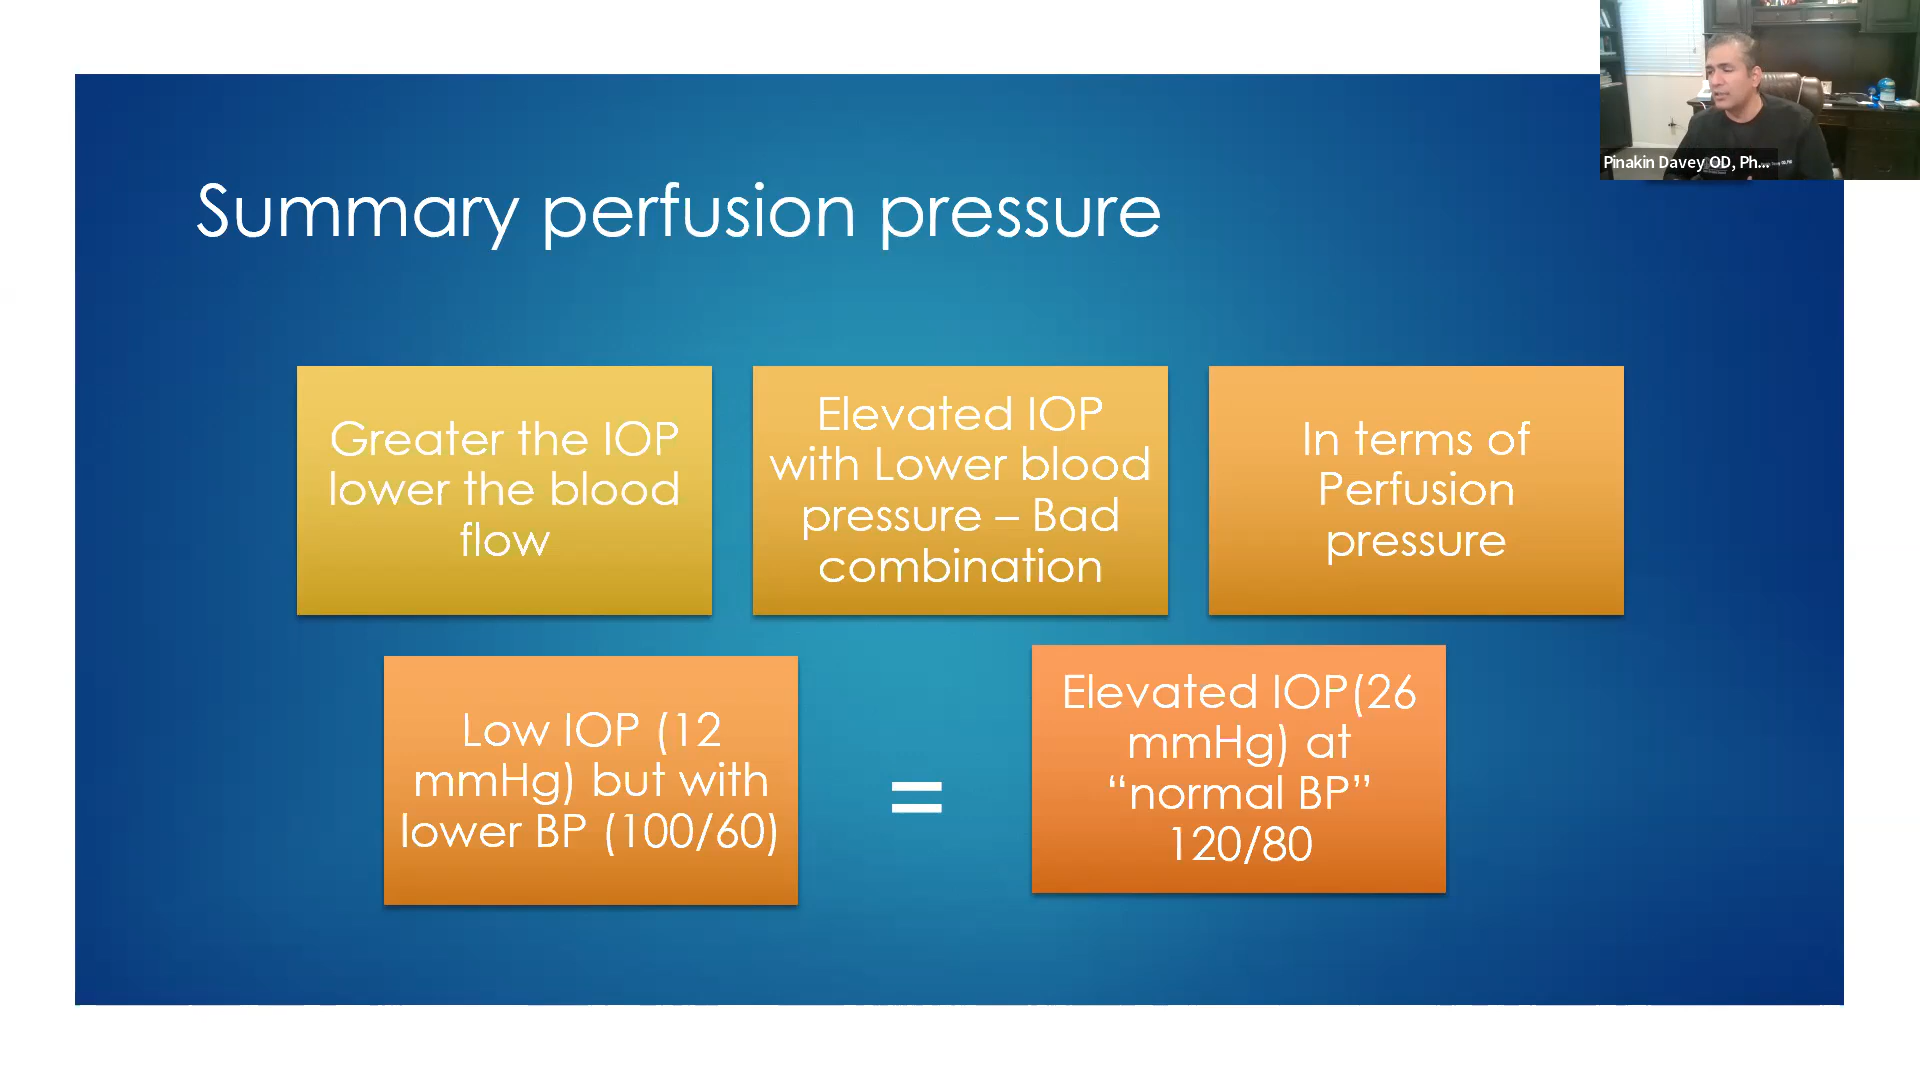 Pinakin Davey OD, Ph...
Summary perfusion pressure
Greater the IOP
lower the blood
flow
Elevated IOP
with Lower blood
pressure – Bad
combination
In terms of
Perfusion
pressure
Low IOP (12
mmHg) but with
lower BP (100/60)
=
Elevated IOP(26
mmHg) at
“normal BP”
120/80